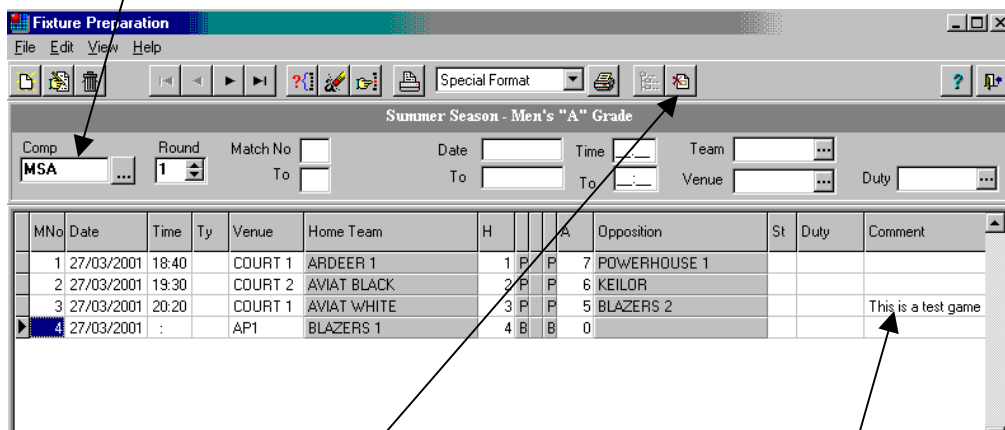 Fixture Preparation
File Edit View Help
?{} Special Format ?
Summer Season - Men's "A" Grade
Comp Round Match No Date Time __:__ Team ...
MSA ... 1 To To To __:__ Venue ... Duty ...
MNo Date Time Ty Venue Home Team H A Opposition St Duty Comment
1 27/03/2001 18:40 COURT 1 ARDEER 1 1 P P 7 POWERHOUSE 1
2 27/03/2001 19:30 COURT 2 AVIAT BLACK 2 P P 6 KEILOR
3 27/03/2001 20:20 COURT 1 AVIAT WHITE 3 P P 5 BLAZERS 2 This is a test game
4 27/03/2001 : AP1 BLAZERS 1 4 B B 0